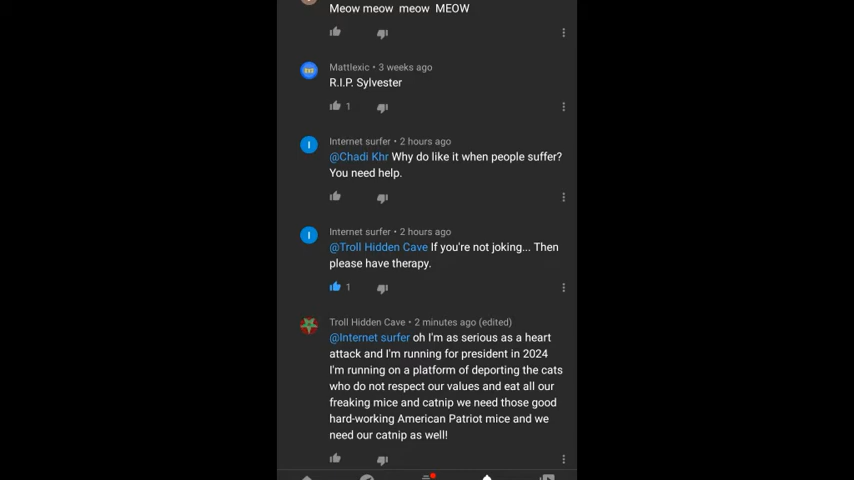 Meow meow meow MEOW
Mattlexic • 3 weeks ago
R.I.P. Sylvester
1
Internet surfer • 2 hours ago
@Chadi Khr Why do like it when people suffer?
You need help.
Internet surfer • 2 hours ago
@Troll Hidden Cave If you're not joking... Then
please have therapy.
1
Troll Hidden Cave • 2 minutes ago (edited)
@Internet surfer oh I'm as serious as a heart
attack and I'm running for president in 2024
I'm running on a platform of deporting the cats
who do not respect our values and eat all our
freaking mice and catnip we need those good
hard-working American Patriot mice and we
need our catnip as well!